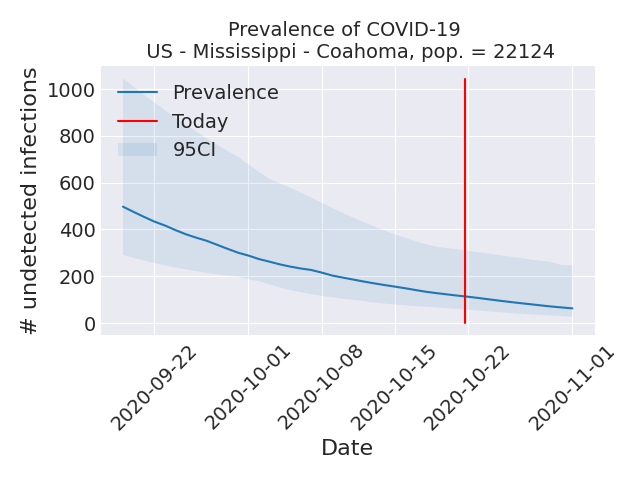 Prevalence of COVID-19
US - Mississippi - Coahoma, pop. = 22124
# undetected infections
1000
800
600
400
200
0
Prevalence
Today
95CI
2020-09-22
2020-10-01
2020-10-08
2020-10-15
2020-10-22
2020-11-01
Date